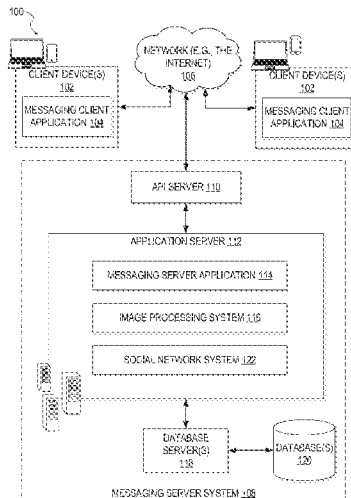 100
NETWORK (E.G., THE
INTERNET)
106
CLIENT DEVICE(S)
102
MESSAGING CLIENT
APPLICATION 104
CLIENT DEVICE(S)
102
MESSAGING CLIENT
APPLICATION 104
API SERVER 110
APPLICATION SERVER 112
MESSAGING SERVER APPLICATION 114
IMAGE PROCESSING SYSTEM 116
SOCIAL NETWORK SYSTEM 122
DATABASE
SERVER(S)
118
DATABASE(S)
120
MESSAGING SERVER SYSTEM 108